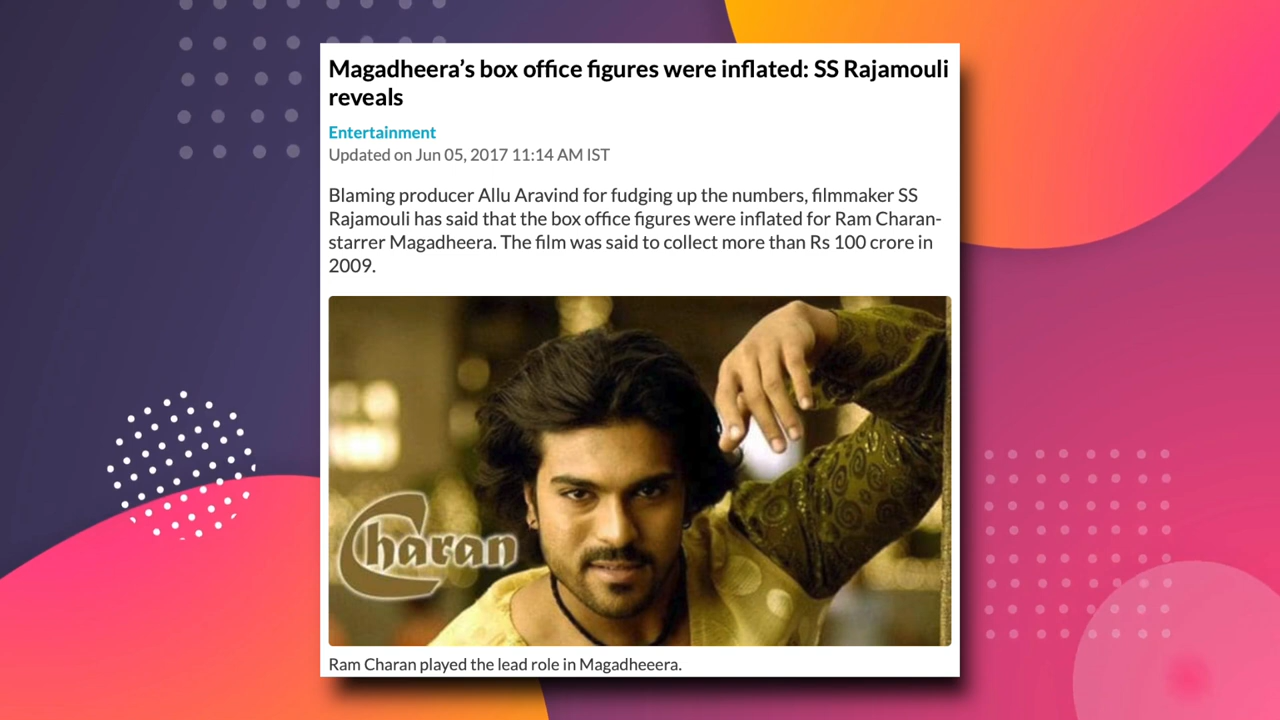 Magadheera’s box office figures were inflated: SS Rajamouli
reveals
Entertainment
Updated on Jun 05, 2017 11:14 AM IST
Blaming producer Allu Aravind for fudging up the numbers, filmmaker SS
Rajamouli has said that the box office figures were inflated for Ram Charan-
starrer Magadheera. The film was said to collect more than Rs 100 crore in
2009.
Charan
Ram Charan played the lead role in Magadheeera.